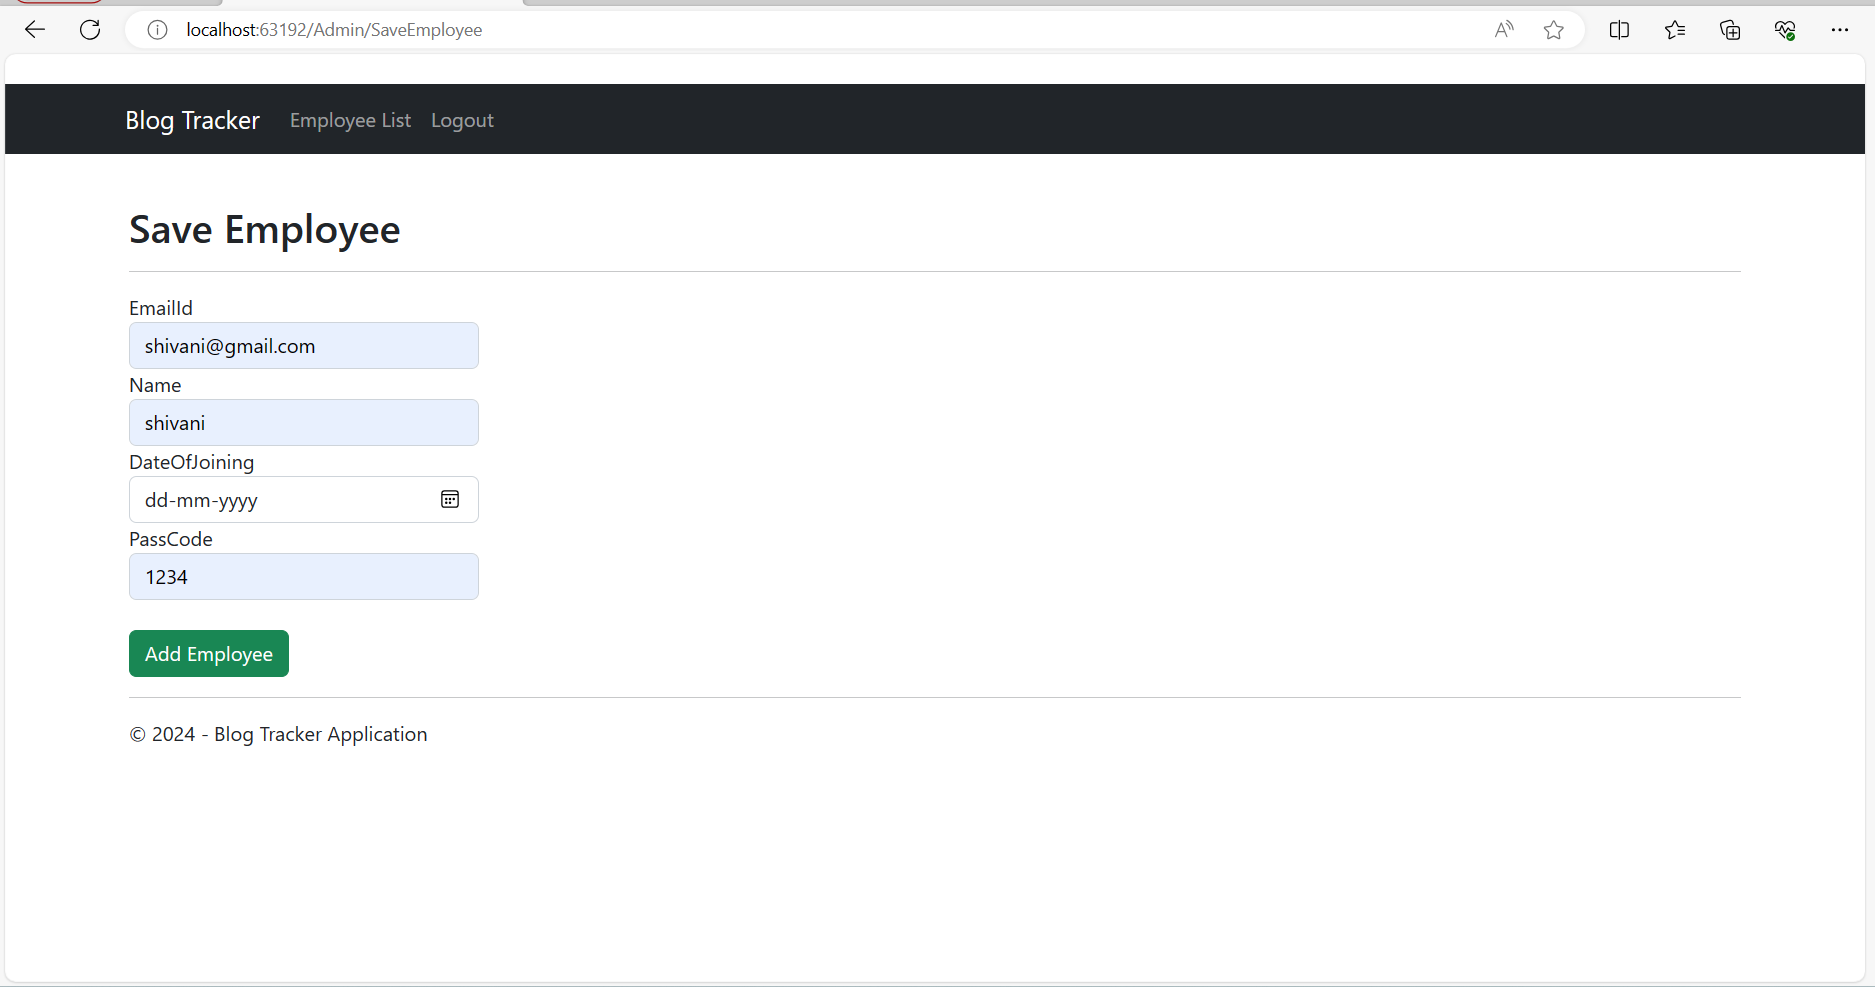 localhost:63192/Admin/SaveEmployee
Blog Tracker Employee List Logout
Save Employee
EmailId
shivani@gmail.com
Name
shivani
DateOfJoining
dd-mm-yyyy
PassCode
1234
Add Employee
© 2024 - Blog Tracker Application